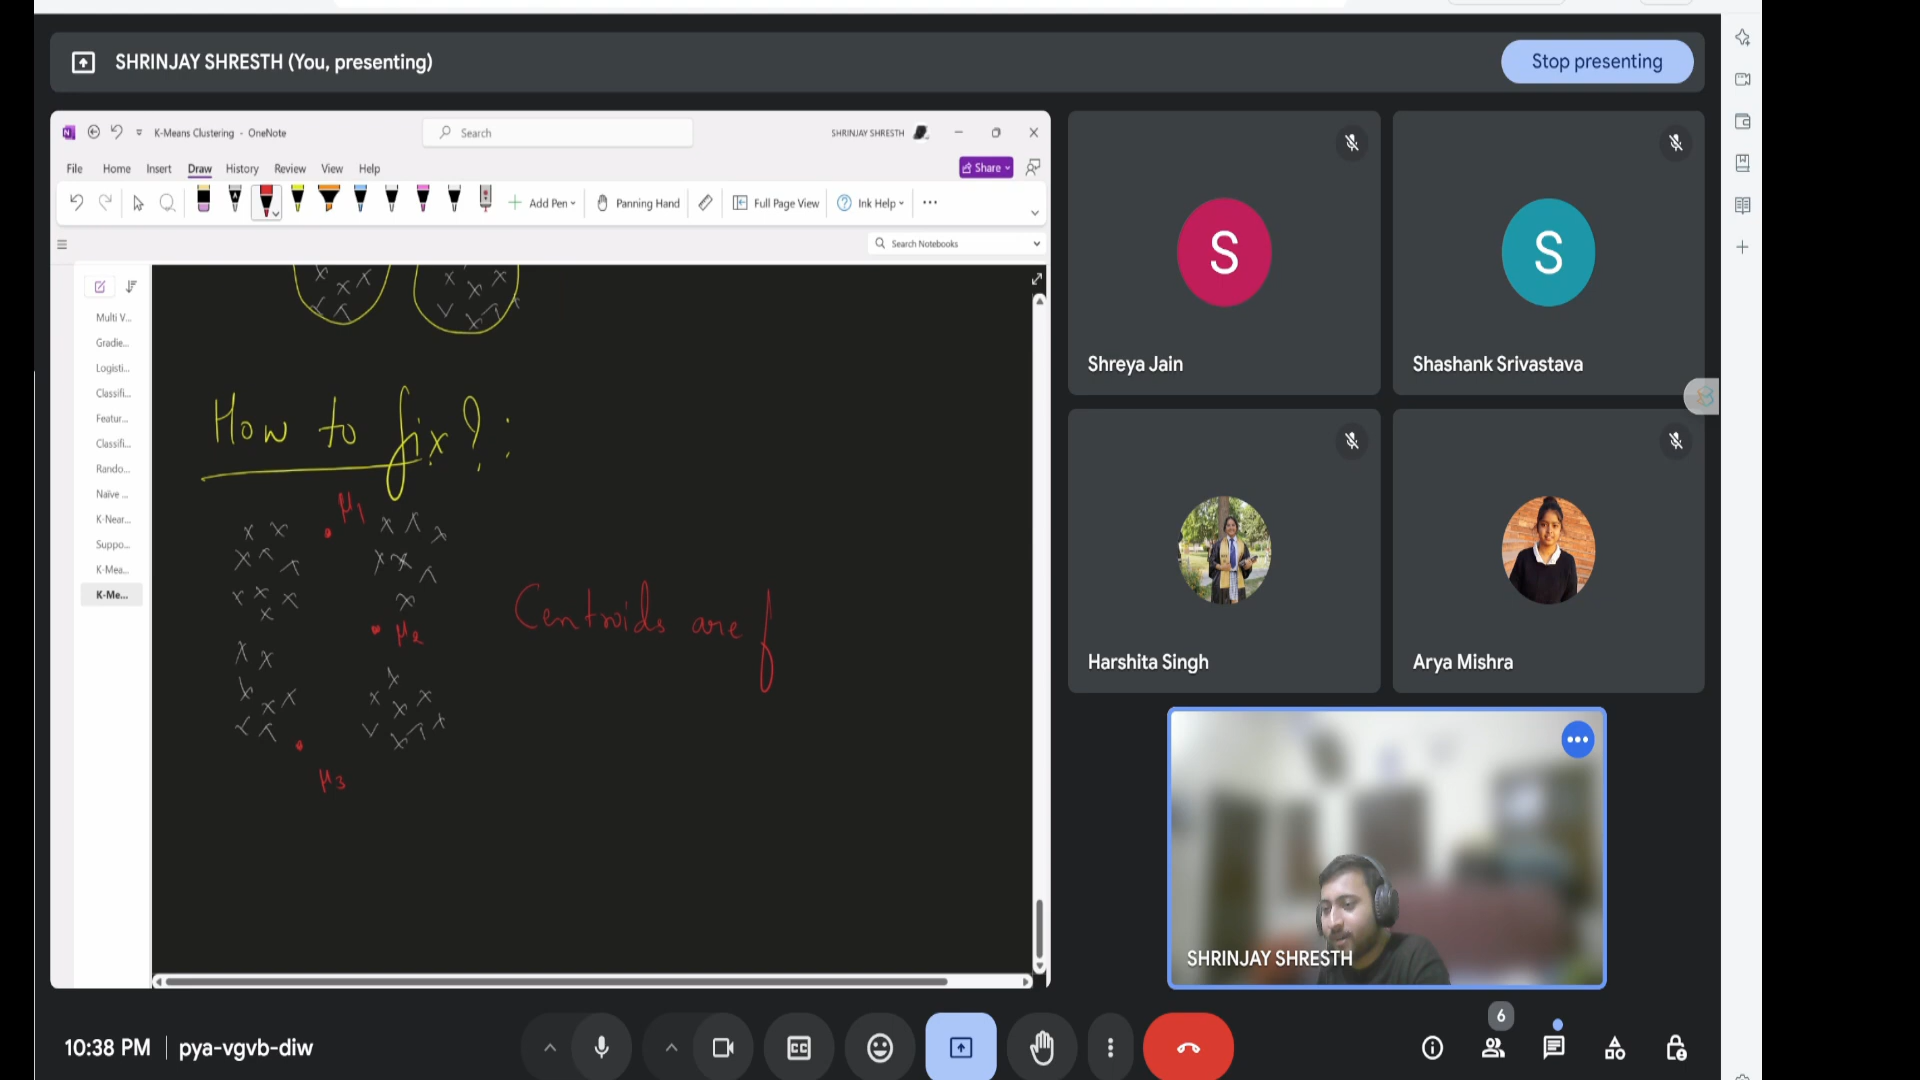 SHRINJAY SHRESTH (You, presenting)
Stop presenting
K-Means Clustering - OneNote
Search
SHRINJAY SHRESTH
File Home Insert Draw History Review View Help
Share
Add Pen
Panning Hand
Full Page View
Ink Help
Search Notebooks
Multi V...
Gradie...
Logisti...
Classifi...
Featur...
Classifi...
Rando...
Naïve ...
K-Near...
Suppo...
K-Mea...
K-Me...
How to fix? :
μ1
μ2
μ3
Centroids are f
S
Shreya Jain
S
Shashank Srivastava
Harshita Singh
Arya Mishra
SHRINJAY SHRESTH
10:38 PM | pya-vgvb-diw
CC
6